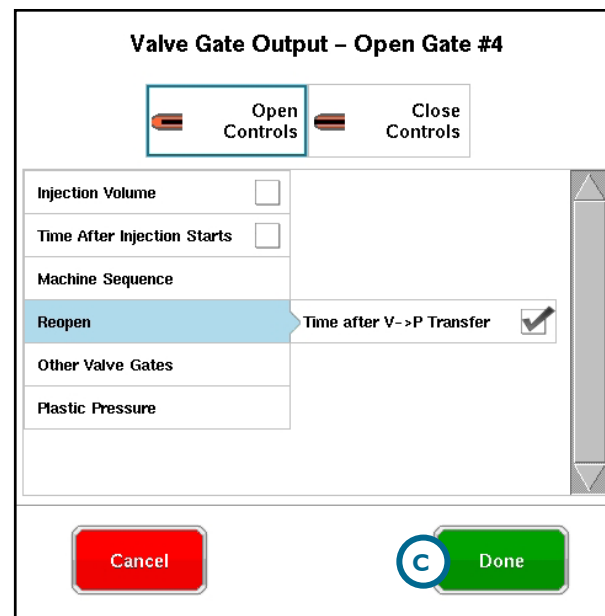 Valve Gate Output – Open Gate #4
Open
Controls
Close
Controls
Injection Volume
Time After Injection Starts
Machine Sequence
Reopen
Time after V->P Transfer
Other Valve Gates
Plastic Pressure
Cancel
C
Done